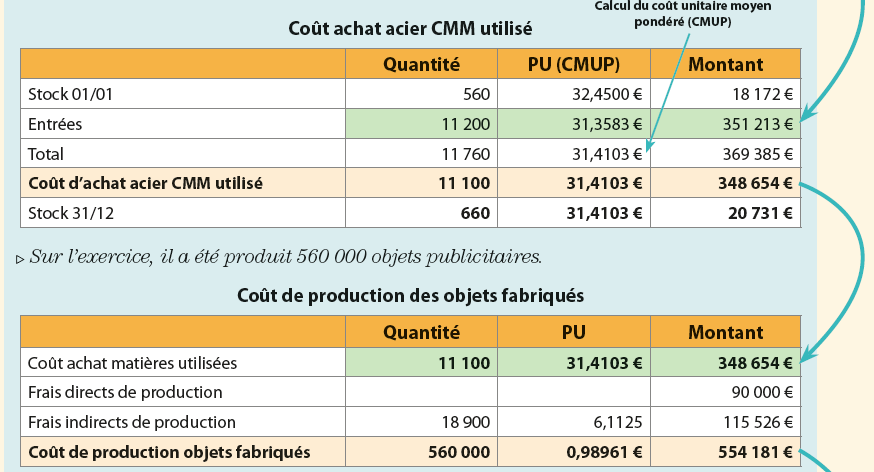 Calcul du coût unitaire moyen
pondéré (CMUP)
Coût achat acier CMM utilisé
Quantité PU (CMUP) Montant
Stock 01/01 560 32,4500 € 18 172 €
Entrées 11 200 31,3583 € 351 213 €
Total 11 760 31,4103 € 369 385 €
Coût d’achat acier CMM utilisé 11 100 31,4103 € 348 654 €
Stock 31/12 660 31,4103 € 20 731 €
▷ Sur l’exercice, il a été produit 560 000 objets publicitaires.
Coût de production des objets fabriqués
Quantité PU Montant
Coût achat matières utilisées 11 100 31,4103 € 348 654 €
Frais directs de production 90 000 €
Frais indirects de production 18 900 6,1125 115 526 €
Coût de production objets fabriqués 560 000 0,98961 € 554 181 €